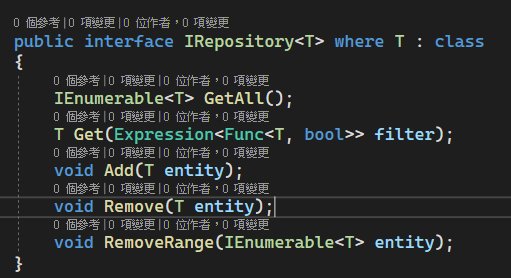 0 個參考|0 項變更|0 位作者，0 項變更
public interface IRepository<T> where T : class
{
0 個參考|0 項變更|0 位作者，0 項變更
IEnumerable<T> GetAll();
0 個參考|0 項變更|0 位作者，0 項變更
T Get(Expression<Func<T, bool>> filter);
0 個參考|0 項變更|0 位作者，0 項變更
void Add(T entity);
0 個參考|0 項變更|0 位作者，0 項變更
void Remove(T entity);
0 個參考|0 項變更|0 位作者，0 項變更
void RemoveRange(IEnumerable<T> entity);
}